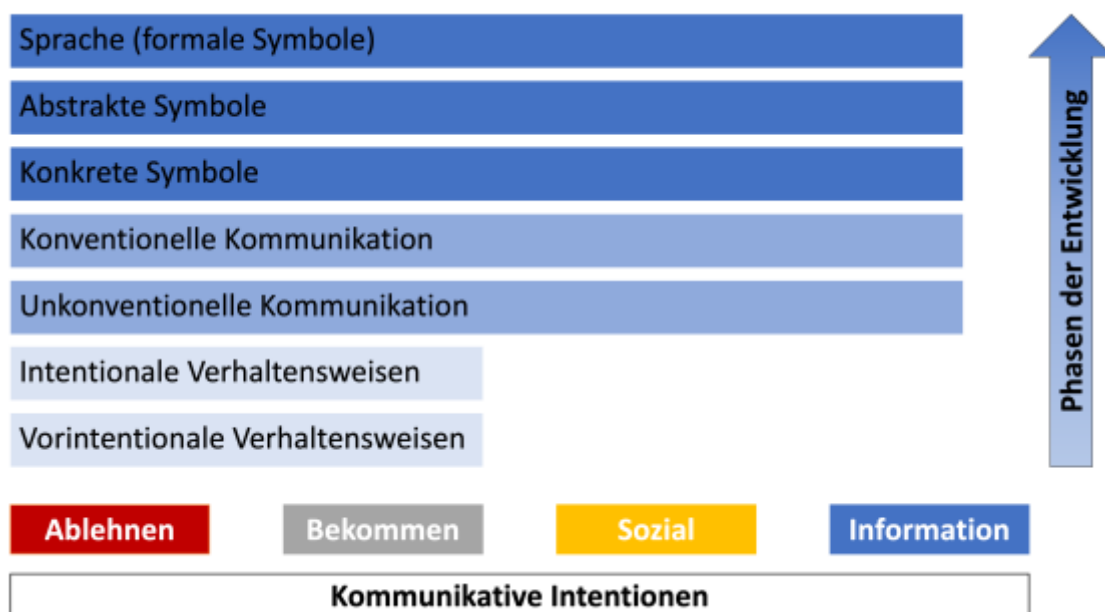 Sprache (formale Symbole)
Abstrakte Symbole
Konkrete Symbole
Konventionelle Kommunikation
Unkonventionelle Kommunikation
Intentionale Verhaltensweisen
Vorintentionale Verhaltensweisen
Phasen der Entwicklung
Ablehnen Bekommen Sozial Information
Kommunikative Intentionen